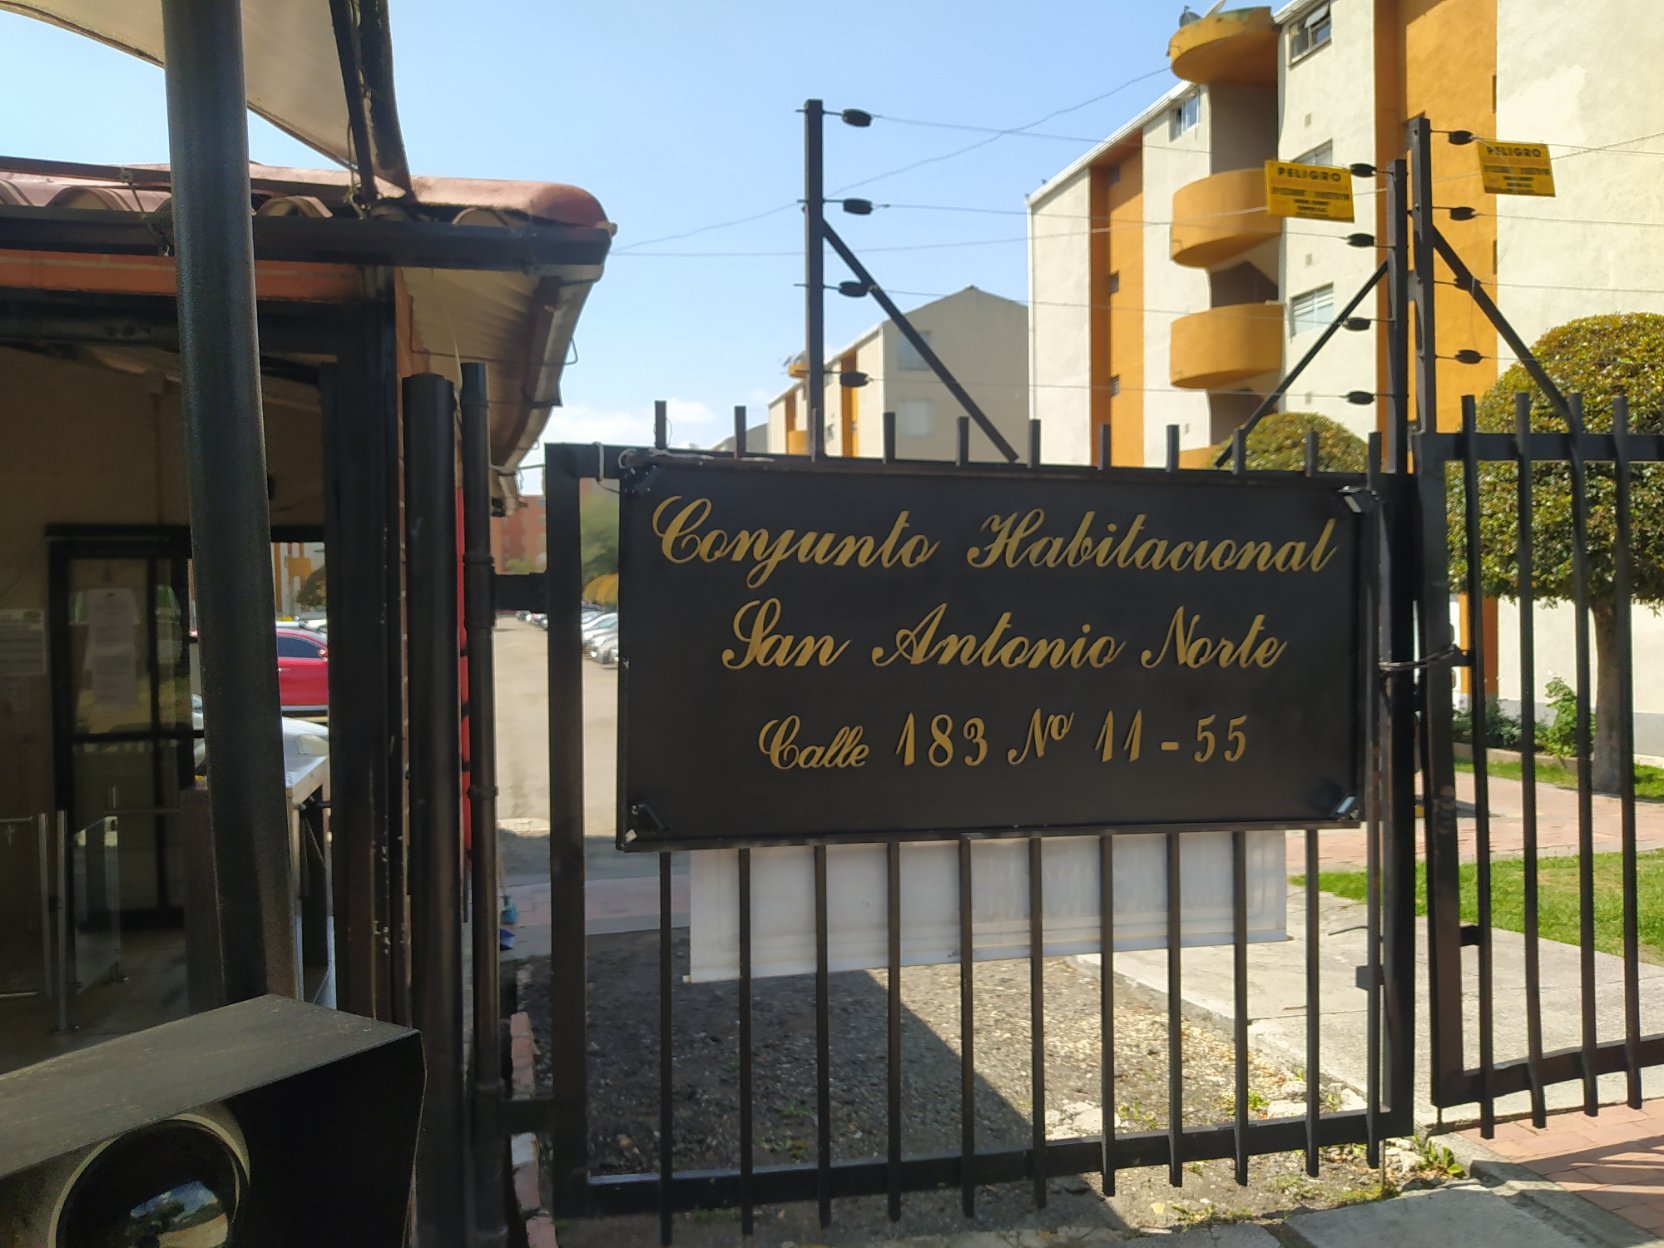 PELIGRO
PELIGRO
Conjunto Habitacional
San Antonio Norte
Calle 183 Nº 11-55